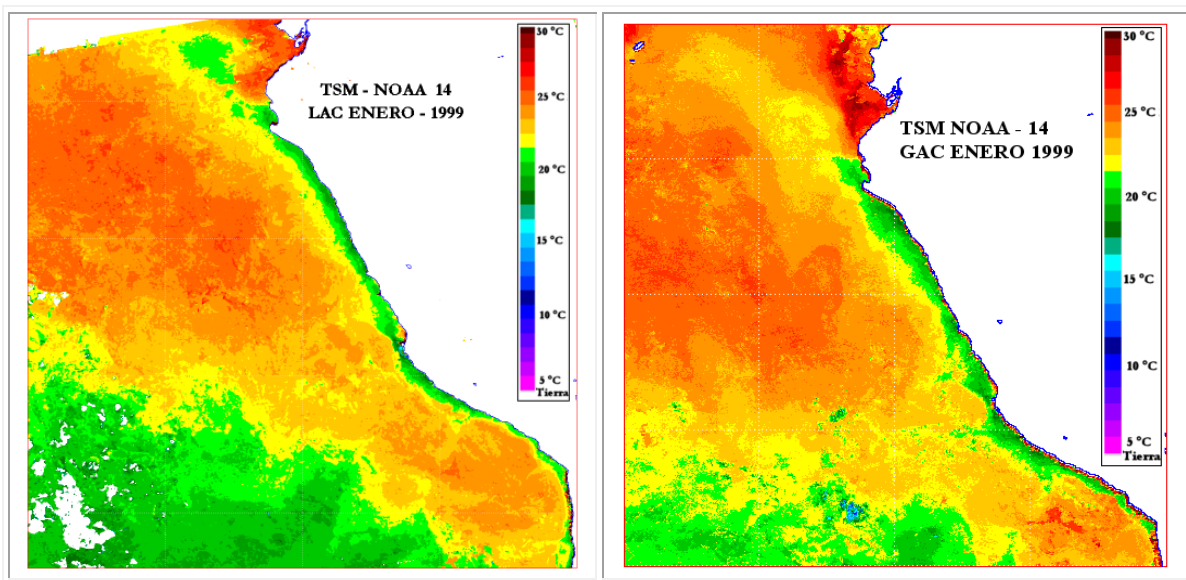 30 °C
25 °C
20 °C
15 °C
10 °C
5 °C
Tierra
TSM - NOAA 14
LAC ENERO - 1999
30 °C
25 °C
20 °C
15 °C
10 °C
5 °C
Tierra
TSM NOAA - 14
GAC ENERO 1999